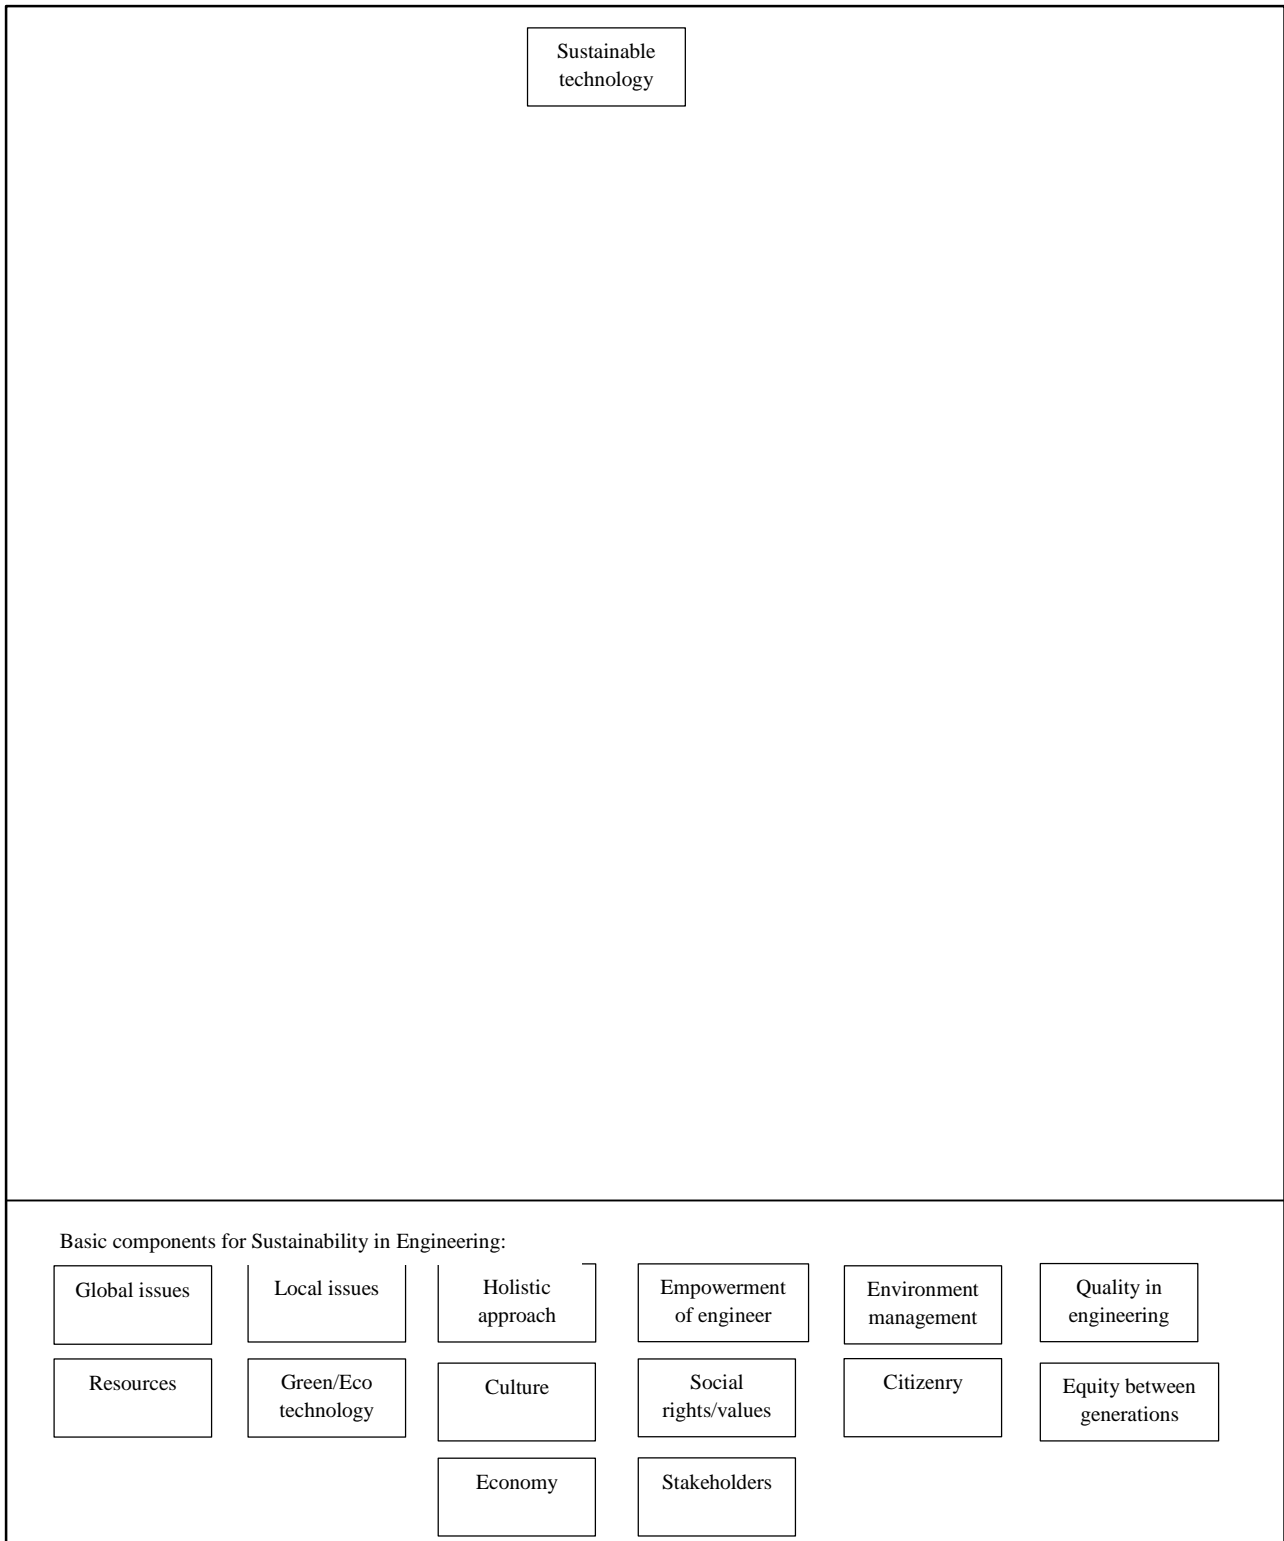 Sustainable
technology
Basic components for Sustainability in Engineering:
Global issues
Local issues
Holistic
approach
Empowerment
of engineer
Environment
management
Quality in
engineering
Resources
Green/Eco
technology
Culture
Social
rights/values
Citizenry
Equity between
generations
Economy
Stakeholders